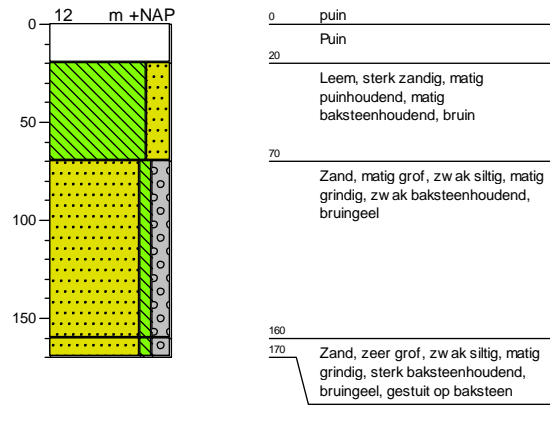 12 m +NAP
0
50
100
150
0 puin
Puin
20
Leem, sterk zandig, matig
puinhoudend, matig
baksteenhoudend, bruin
70
Zand, matig grof, zwak siltig, matig
grindig, zwak baksteenhoudend,
bruingeel
160
170
Zand, zeer grof, zwak siltig, matig
grindig, sterk baksteenhoudend,
bruingeel, gestuit op baksteen